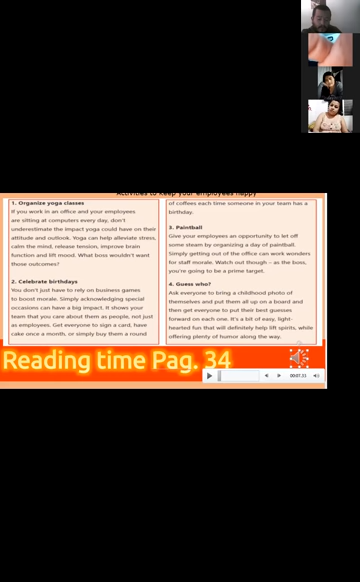 Activities to keep your employees happy
1. Organize yoga classes
If you work in an office and your employees
are sitting at computers every day, don't
underestimate the impact yoga could have on their
attitude and outlook. Yoga can help alleviate stress,
calm the mind, release tension, improve brain
function and lift mood. What boss wouldn't want
those outcomes?
2. Celebrate birthdays
You don't just have to rely on business games
to boost morale. Simply acknowledging special
occasions can have a big impact. It shows your
team that you care about them as people, not just
as employees. Get everyone to sign a card, have
cake once a month, or simply buy them a round
of coffees each time someone in your team has a
birthday.
3. Paintball
Give your employees an opportunity to let off
some steam by organizing a day of paintball.
Simply getting out of the office can work wonders
for staff morale. Watch out though – as the boss,
you're going to be a prime target.
4. Guess who?
Ask everyone to bring a childhood photo of
themselves and put them all up on a board and
then get everyone to put their best guesses
forward on each one. It's a bit of easy, light-
hearted fun that will definitely help lift spirits, while
offering plenty of humor along the way.
Reading time Pag. 34
00:07.53